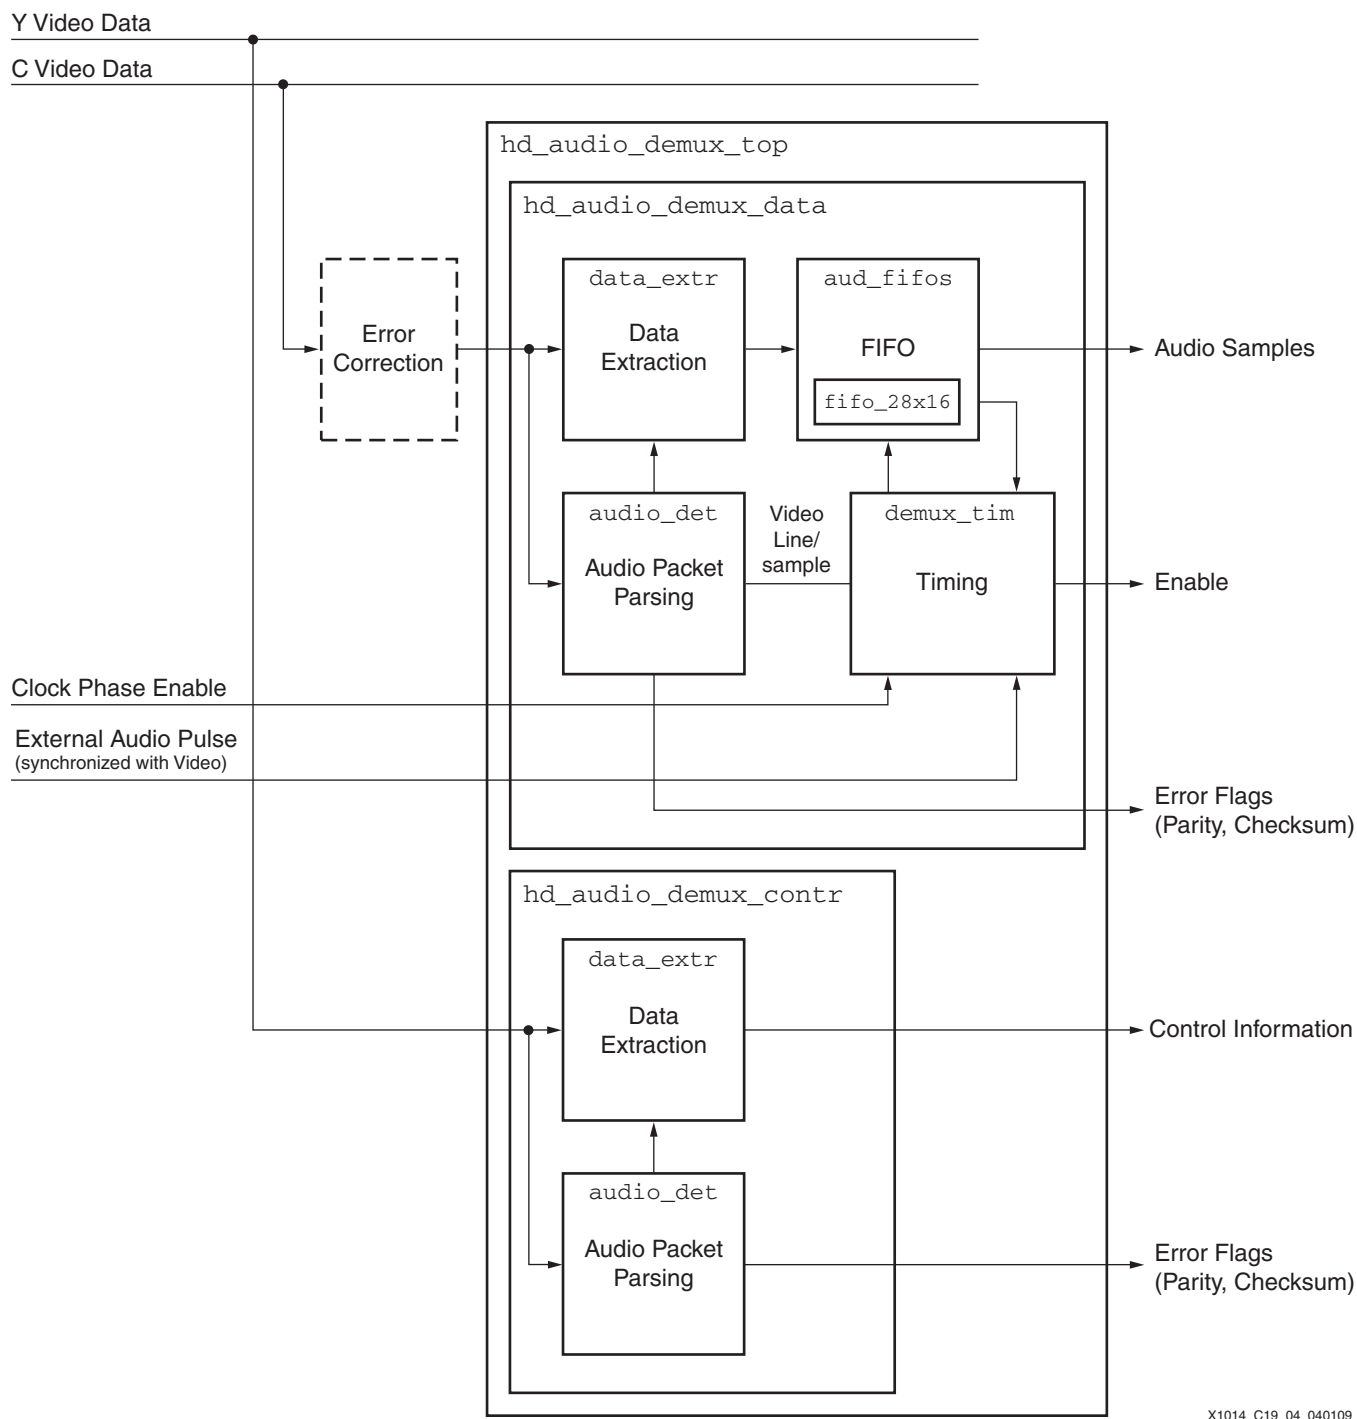 Y Video Data
C Video Data
hd_audio_demux_top
hd_audio_demux_data
data_extr
Data
Extraction
aud_fifos
FIFO
fifo_28x16
Audio Samples
Error
Correction
audio_det
Audio Packet
Parsing
Video
Line/
sample
demux_tim
Timing
Enable
Clock Phase Enable
External Audio Pulse
(synchronized with Video)
Error Flags
(Parity, Checksum)
hd_audio_demux_contr
data_extr
Data
Extraction
Control Information
audio_det
Audio Packet
Parsing
Error Flags
(Parity, Checksum)
X1014_C19_04_040109